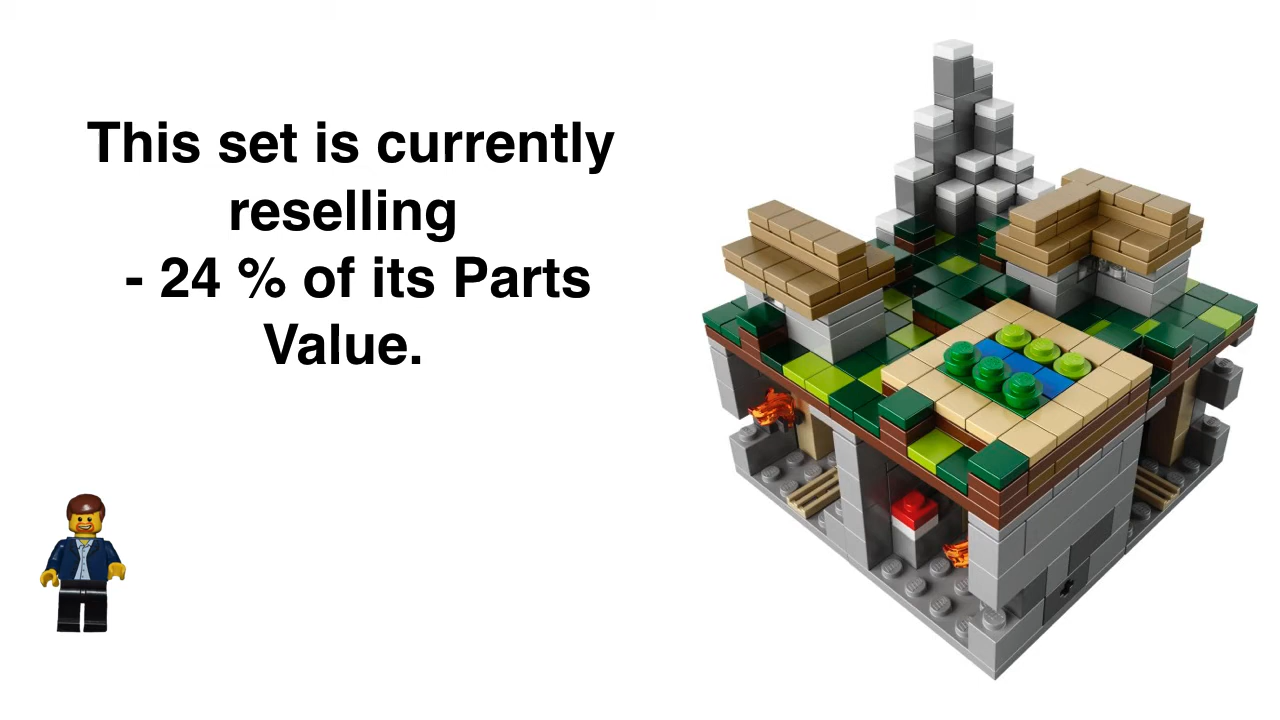 This set is currently
reselling
- 24 % of its Parts
Value.